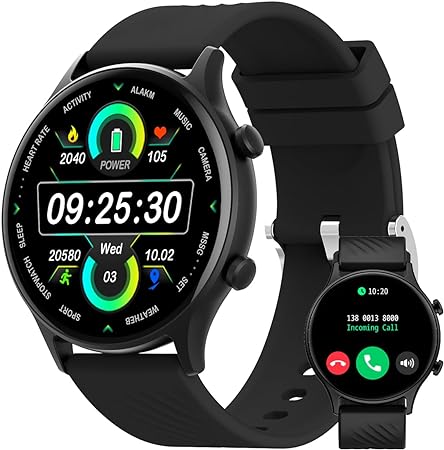 ACTIVITY
ALAKM
MUSIC
CAMERA
MSSG
SET
WEATHEB
SPORT
STOPWATCH
SLEEP
HEART RATE
2040
POWER
105
09:25:30
20580
Wed
10.02
03
10:20
138 0013 8000
Incoming Call